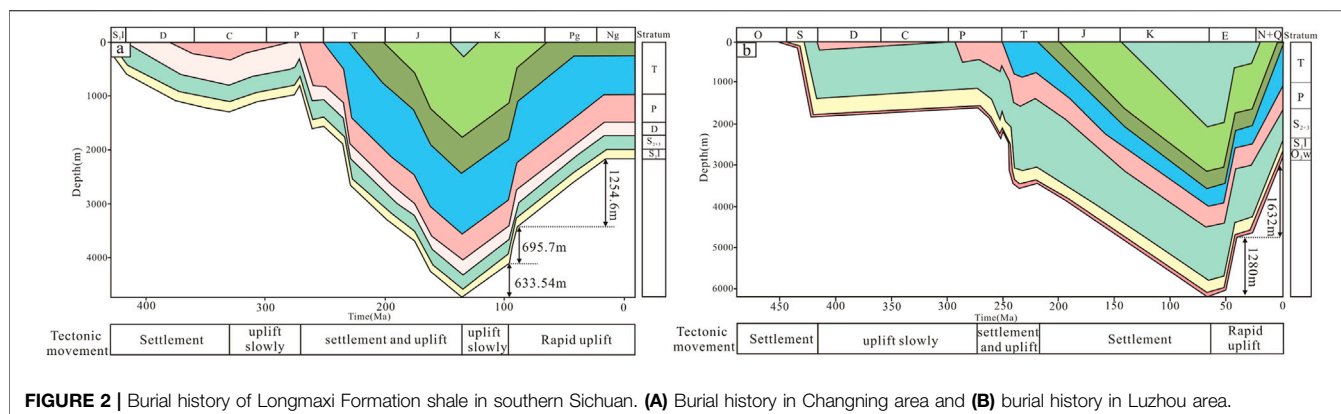 S₁l D C P T J K Pg Ng Stratum
a
0
1000
2000
3000
4000
Depth(m)
T
P
D
S₂₊₃
S₁l
1254.6m
695.7m
633.54m
400 300 200 100 0
Time(Ma)
Tectonic movement
Settlement
uplift slowly
settlement and uplift
uplift slowly
Rapid uplift
O S D C P T J K E N+Q Stratum
b
0
1000
2000
3000
4000
5000
6000
Depth(m)
T
P
S₂₋₃
S₁l
O₃w
1632m
1280m
450 400 350 300 250 200 150 100 50 0
Time(Ma)
Tectonic movement
Settlement
uplift slowly
settlement and uplift
Settlement
Rapid uplift
FIGURE 2 | Burial history of Longmaxi Formation shale in southern Sichuan. (A) Burial history in Changning area and (B) burial history in Luzhou area.